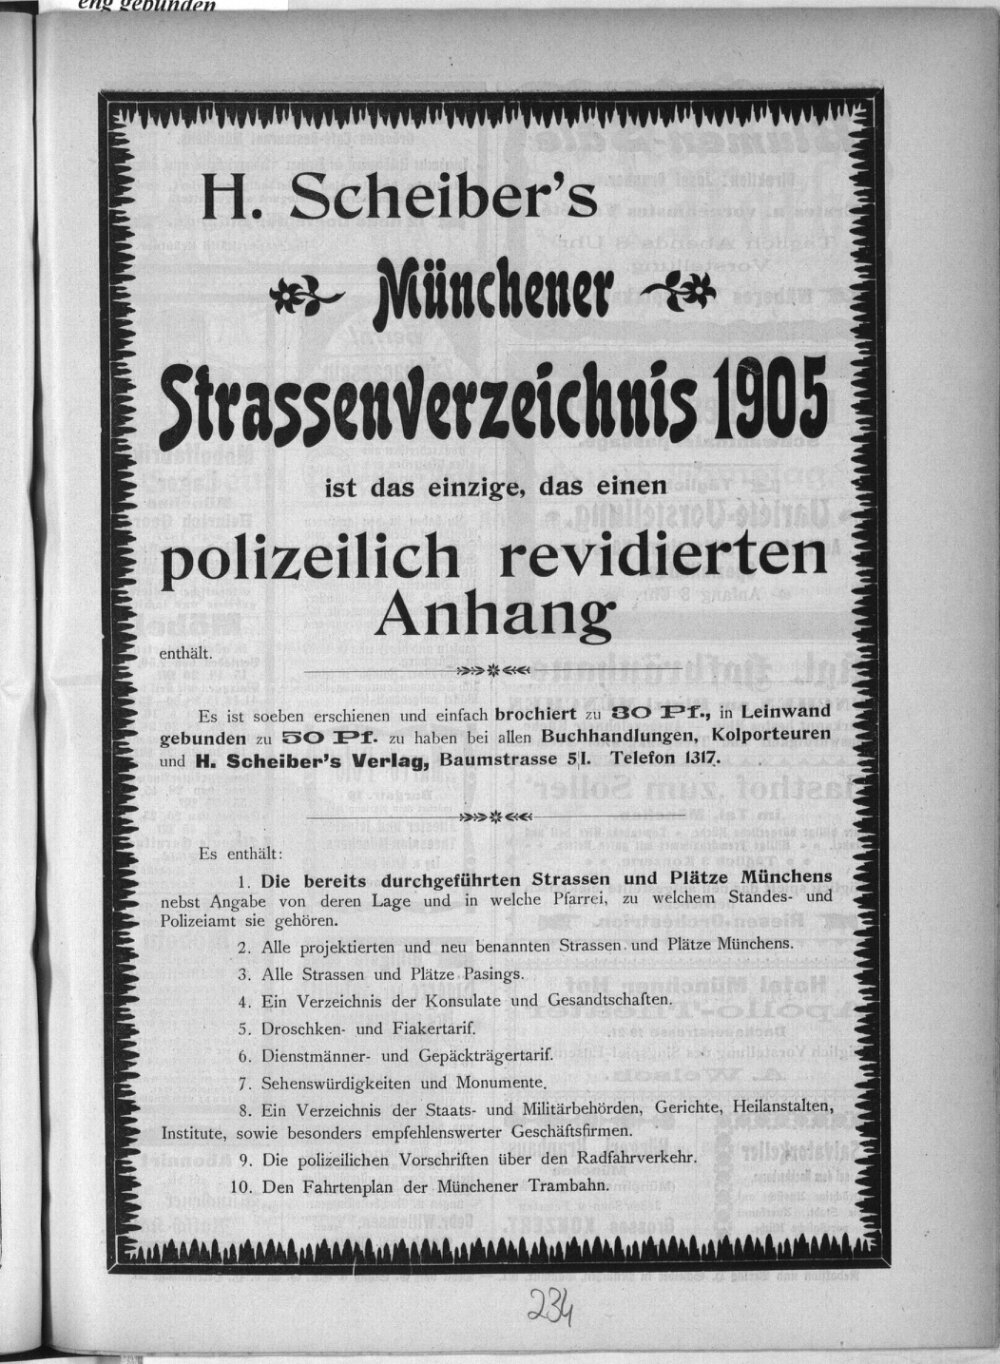 eng gebunden
H. Scheiber's
Münchener
Strassenverzeichnis 1905
ist das einzige, das einen
polizeilich revidierten
Anhang
enthält.
Es ist soeben erschienen und einfach brochiert zu 30 Pf., in Leinwand
gebunden zu 50 Pf. zu haben bei allen Buchhandlungen, Kolporteuren
und H. Scheiber's Verlag, Baumstrasse 5/I. Telefon 1317.
Es enthält:
1. Die bereits durchgeführten Strassen und Plätze Münchens
nebst Angabe von deren Lage und in welche Pfarrei, zu welchem Standes- und
Polizeiamt sie gehören.
2. Alle projektierten und neu benannten Strassen und Plätze Münchens.
3. Alle Strassen und Plätze Pasings.
4. Ein Verzeichnis der Konsulate und Gesandtschaften.
5. Droschken- und Fiakertarif.
6. Dienstmänner- und Gepäckträgertarif.
7. Sehenswürdigkeiten und Monumente.
8. Ein Verzeichnis der Staats- und Militärbehörden, Gerichte, Heilanstalten,
Institute, sowie besonders empfehlenswerter Geschäftsfirmen.
9. Die polizeilichen Vorschriften über den Radfahrverkehr.
10. Den Fahrtenplan der Münchener Trambahn.
234